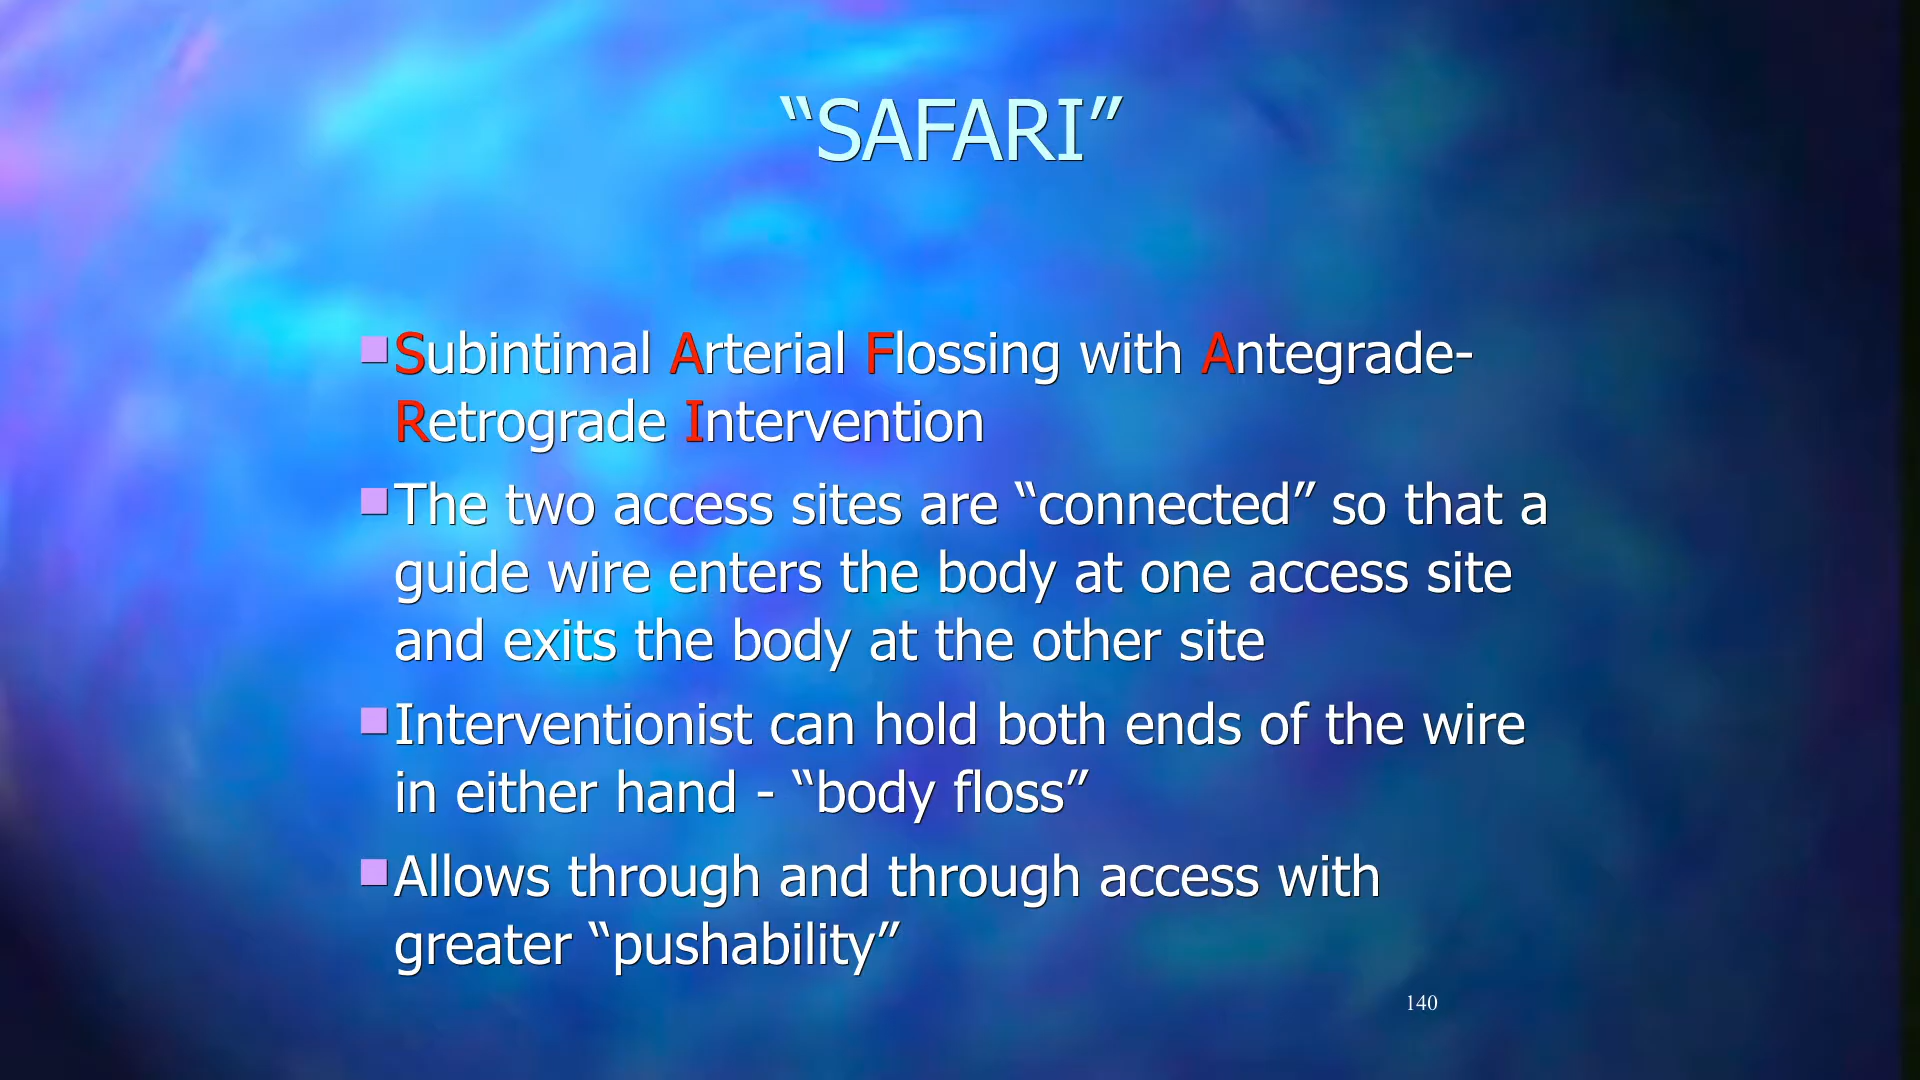 “SAFARI”
Subintimal Arterial Flossing with Antegrade-
Retrograde Intervention
The two access sites are “connected” so that a
guide wire enters the body at one access site
and exits the body at the other site
Interventionist can hold both ends of the wire
in either hand - “body floss”
Allows through and through access with
greater “pushability”
140